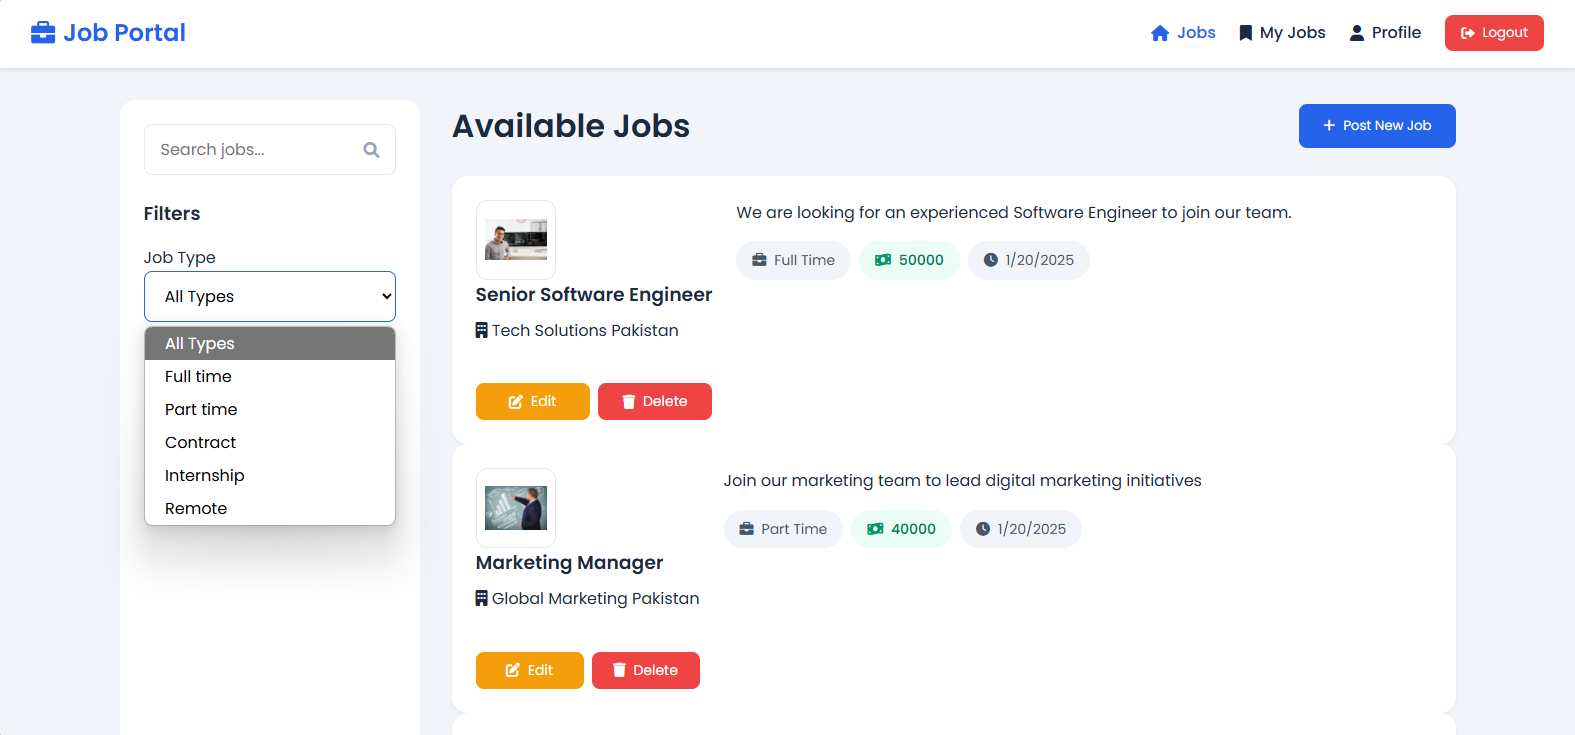 Job Portal
Jobs
My Jobs
Profile
Logout
Search jobs...
Filters
Job Type
All Types
All Types
Full time
Part time
Contract
Internship
Remote
Available Jobs
Post New Job
Senior Software Engineer
Tech Solutions Pakistan
We are looking for an experienced Software Engineer to join our team.
Full Time
50000
1/20/2025
Edit
Delete
Marketing Manager
Global Marketing Pakistan
Join our marketing team to lead digital marketing initiatives
Part Time
40000
1/20/2025
Edit
Delete